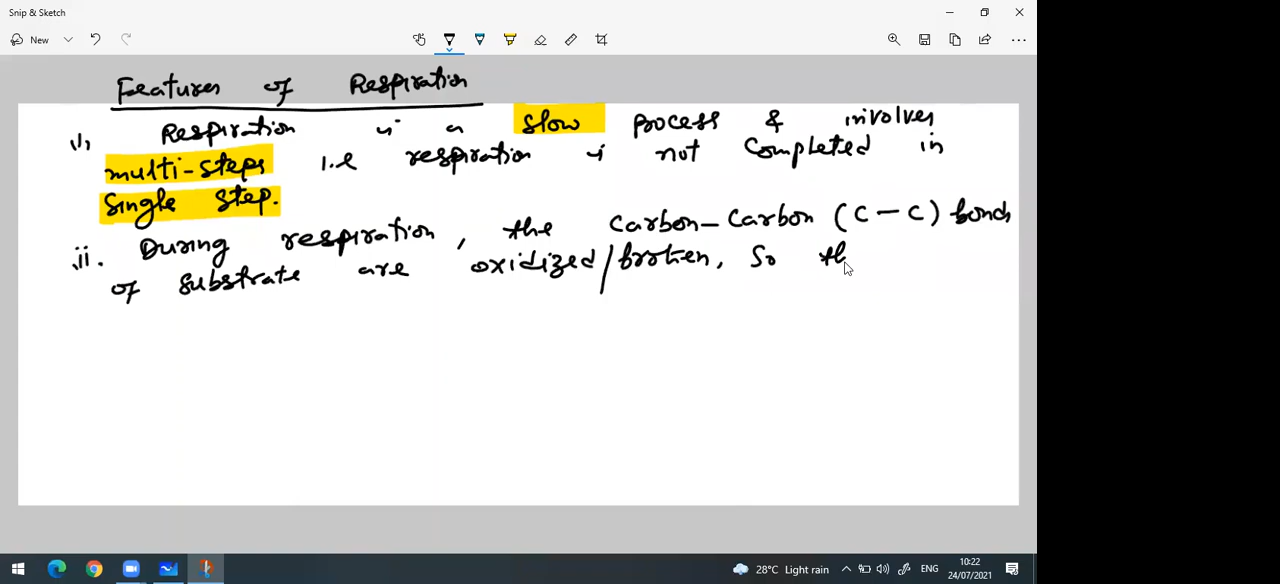 Snip & Sketch
New
Features of Respiration
i) Respiration is a slow process & involves
multi-steps i.e respiration is not completed in
single step.
ii. During respiration, the carbon-carbon (C-C) bonds
of substrate are oxidized/broken, So th
28°C Light rain
ENG
10:22
24/07/2021